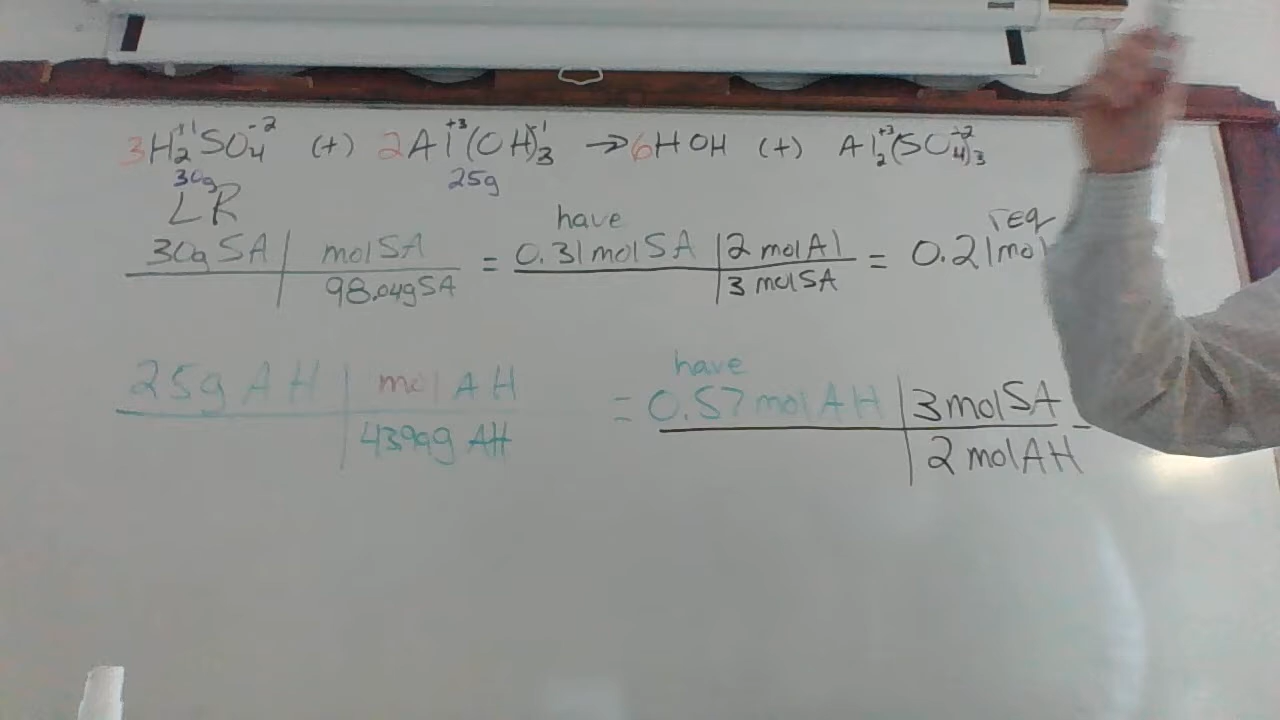 3H₂⁺¹SO₄⁻² (+) 2Al⁺³(OH)₃⁻¹ → 6HOH (+) Al₂⁺³(SO₄)₃⁻²
30g 25g
LR
have req
30g SA | mol SA = 0.31 mol SA | 2 mol Al = 0.21 mol
98.04g SA 3 mol SA
have
25g AH | mol AH = 0.57 mol AH | 3 mol SA
43.99g AH 2 mol AH